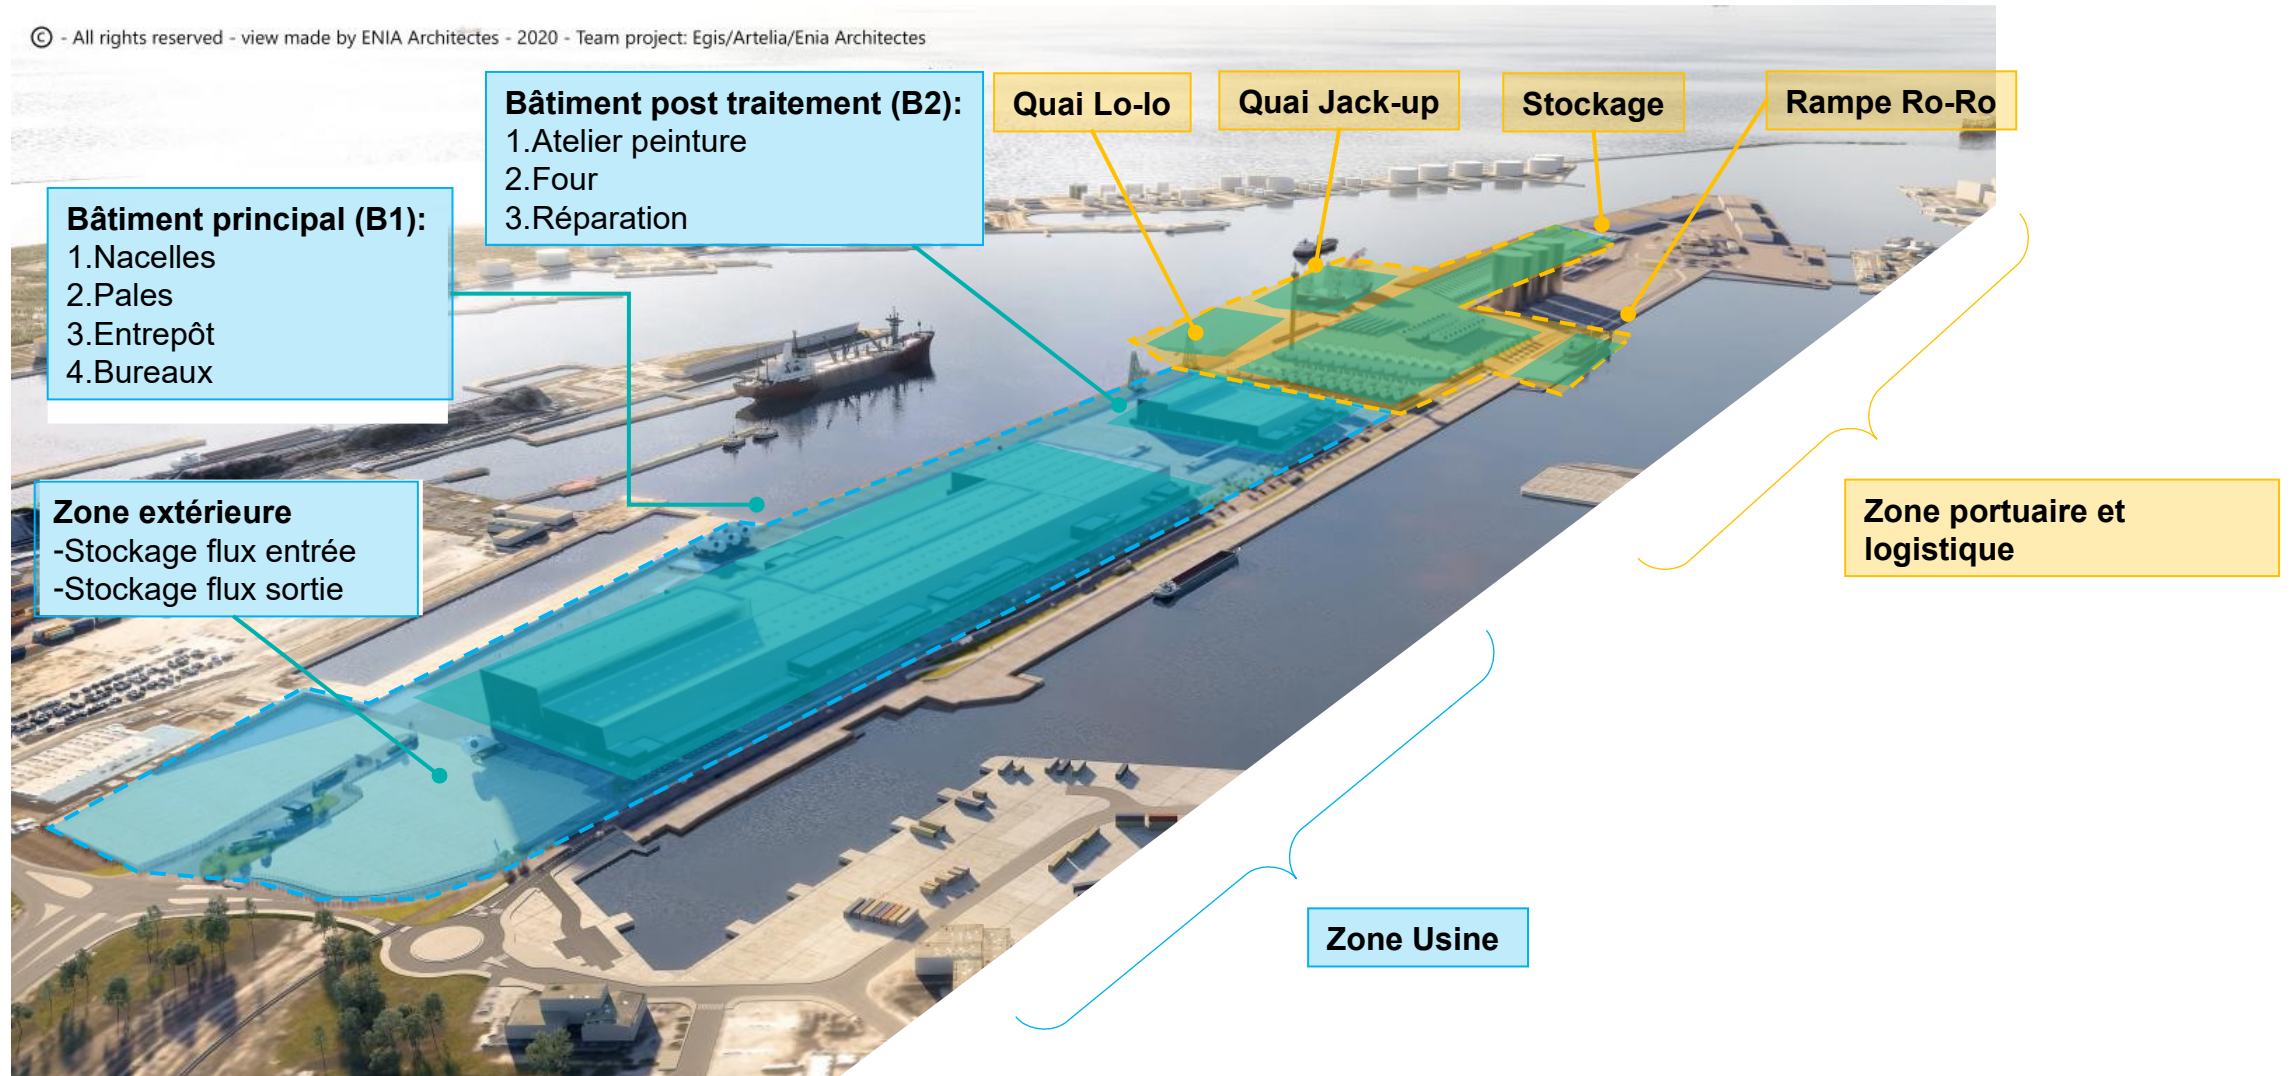 © - All rights reserved - view made by ENIA Architectes - 2020 - Team project: Egis/Artelia/Enia Architectes
Bâtiment post traitement (B2):
1.Atelier peinture
2.Four
3.Réparation
Quai Lo-lo
Quai Jack-up
Stockage
Rampe Ro-Ro
Bâtiment principal (B1):
1.Nacelles
2.Pales
3.Entrepôt
4.Bureaux
Zone extérieure
-Stockage flux entrée
-Stockage flux sortie
Zone portuaire et
logistique
Zone Usine